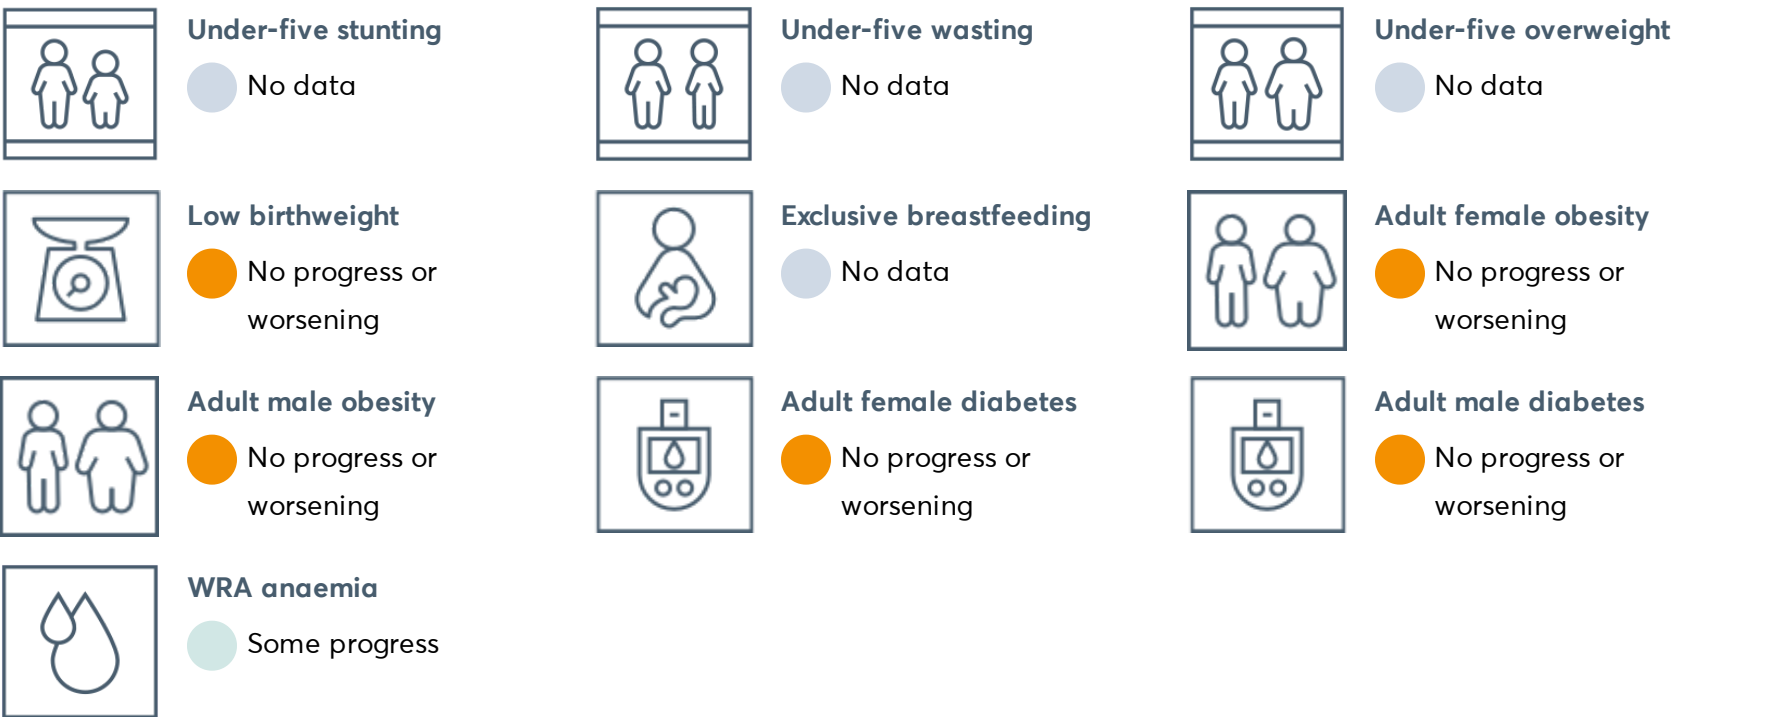 Under-five stunting
No data
Under-five wasting
No data
Under-five overweight
No data
Low birthweight
No progress or
worsening
Exclusive breastfeeding
No data
Adult female obesity
No progress or
worsening
Adult male obesity
No progress or
worsening
Adult female diabetes
No progress or
worsening
Adult male diabetes
No progress or
worsening
WRA anaemia
Some progress